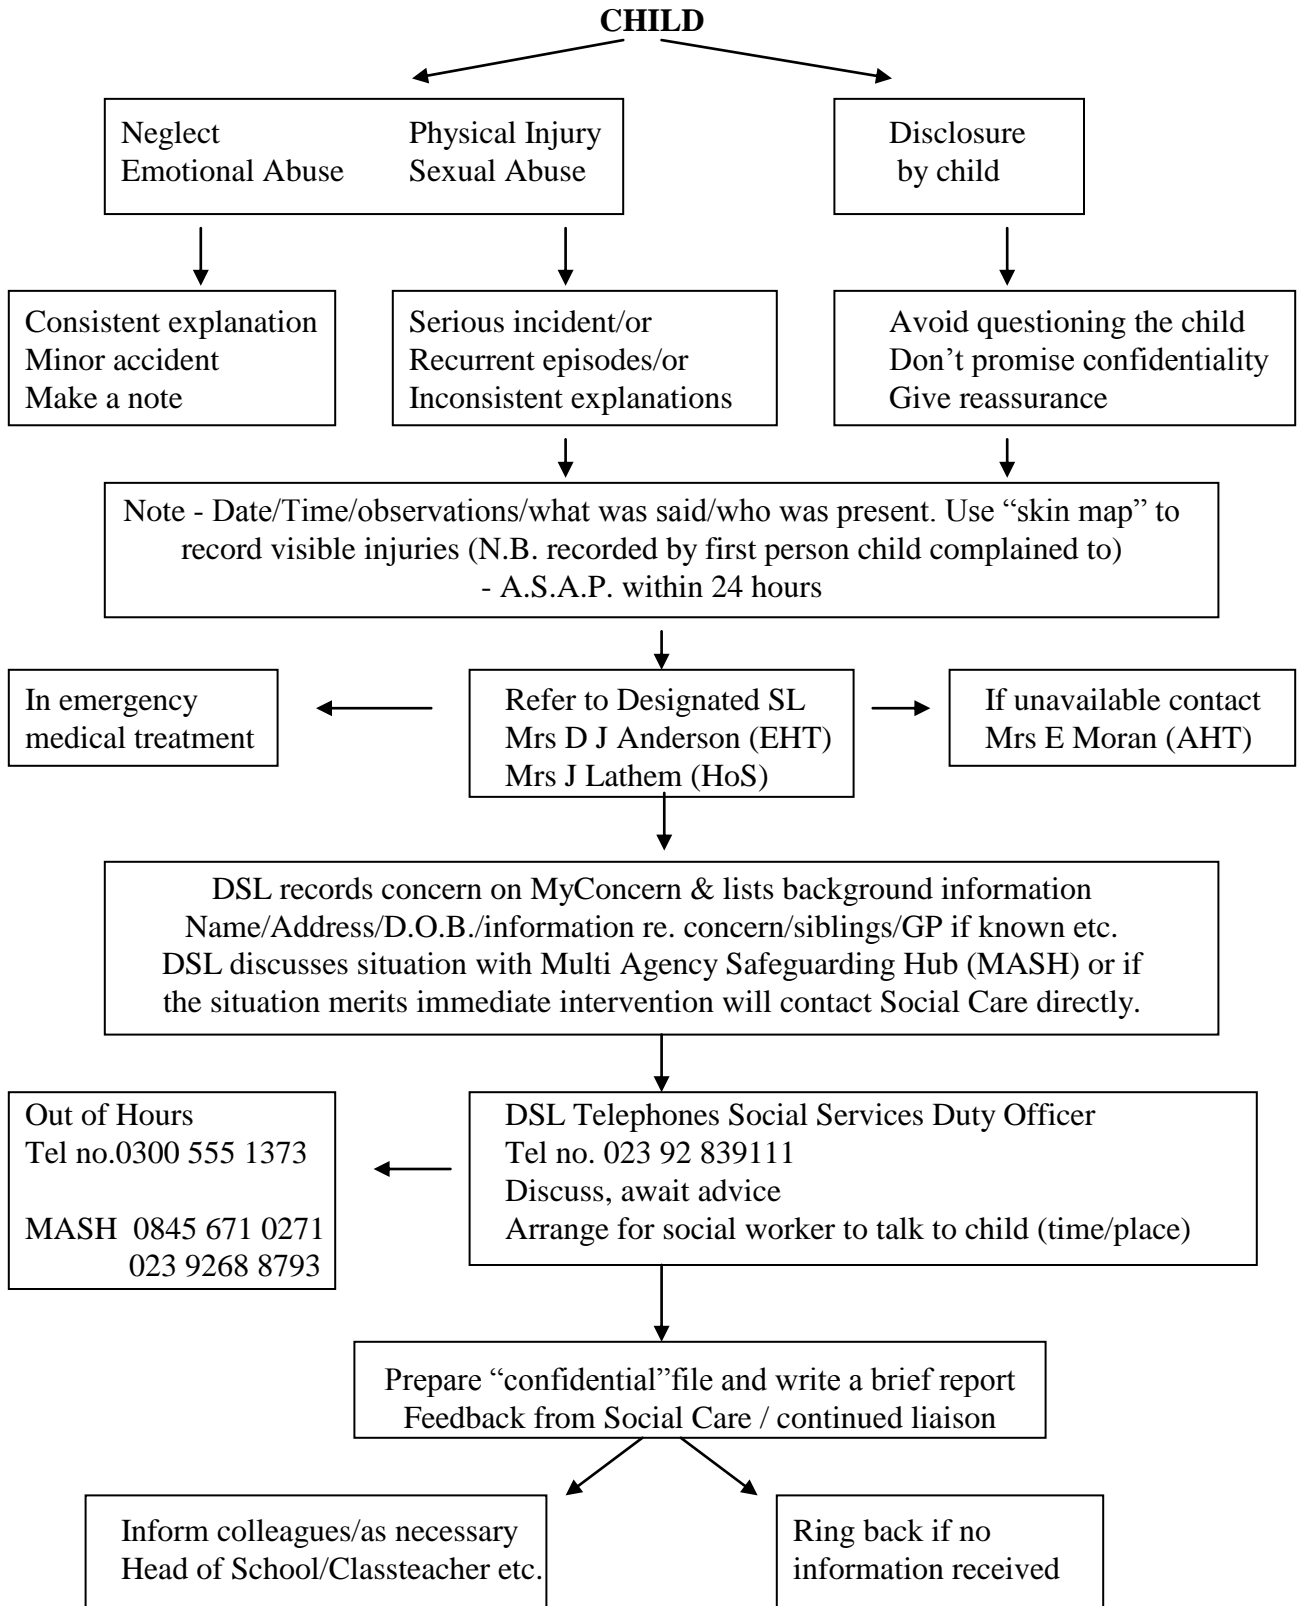 CHILD
Neglect Physical Injury
Emotional Abuse Sexual Abuse
Disclosure
by child
Consistent explanation
Minor accident
Make a note
Serious incident/or
Recurrent episodes/or
Inconsistent explanations
Avoid questioning the child
Don’t promise confidentiality
Give reassurance
Note - Date/Time/observations/what was said/who was present. Use “skin map” to
record visible injuries (N.B. recorded by first person child complained to)
- A.S.A.P. within 24 hours
In emergency
medical treatment
Refer to Designated SL
Mrs D J Anderson (EHT)
Mrs J Lathem (HoS)
If unavailable contact
Mrs E Moran (AHT)
DSL records concern on MyConcern & lists background information
Name/Address/D.O.B./information re. concern/siblings/GP if known etc.
DSL discusses situation with Multi Agency Safeguarding Hub (MASH) or if
the situation merits immediate intervention will contact Social Care directly.
Out of Hours
Tel no.0300 555 1373
MASH 0845 671 0271
023 9268 8793
DSL Telephones Social Services Duty Officer
Tel no. 023 92 839111
Discuss, await advice
Arrange for social worker to talk to child (time/place)
Prepare “confidential”file and write a brief report
Feedback from Social Care / continued liaison
Inform colleagues/as necessary
Head of School/Classteacher etc.
Ring back if no
information received